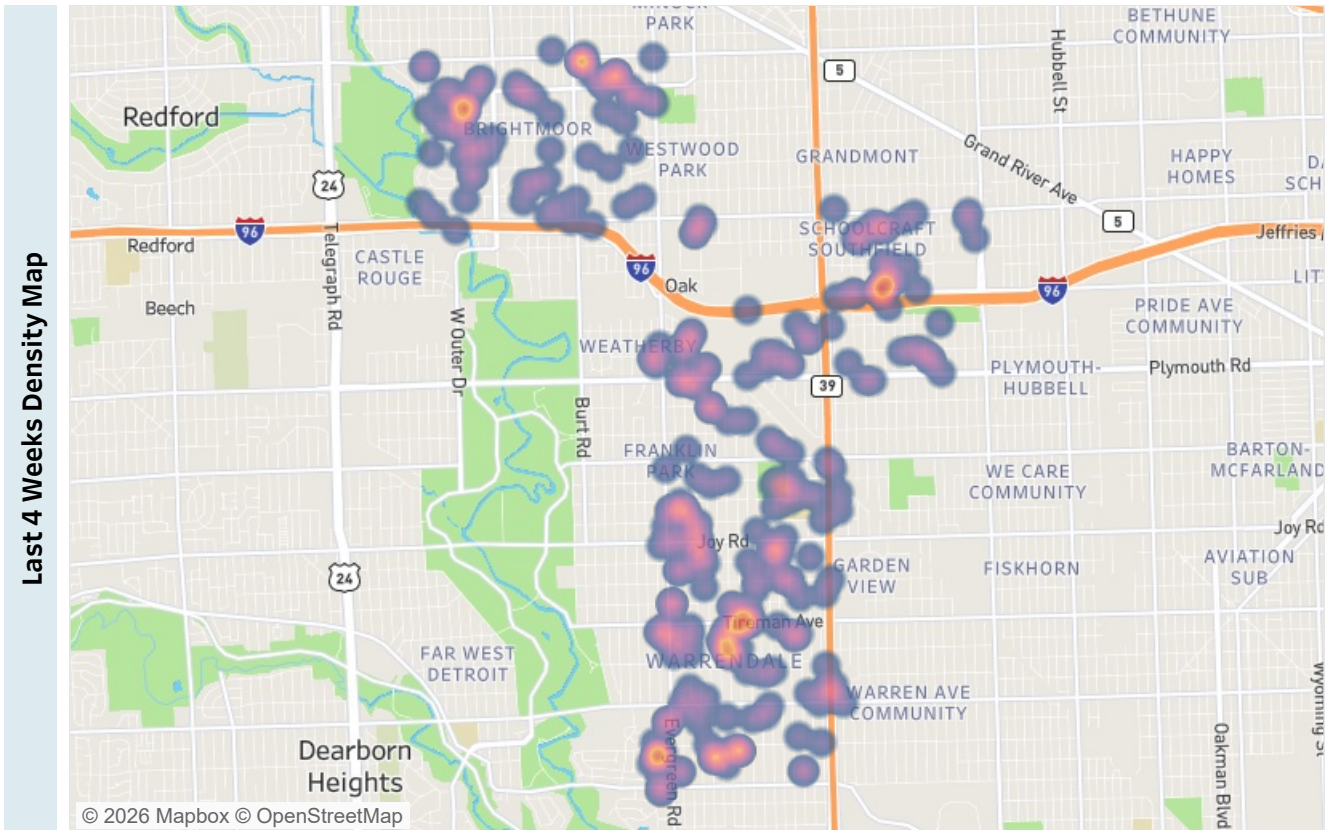 Last 4 Weeks Density Map
PARK
BETHUNE
COMMUNITY
Hubbell St
5
Redford
BRIGHTMOOR
WESTWOOD
PARK
GRANDMONT
Grand River Ave
HAPPY
HOMES
24
5
96
Redford
Telegraph Rd
CASTLE
ROUGE
SCHOOLCRAFT
SOUTHFIELD
Jeffries
96
Oak
96
Beech
W Outer Dr
PRIDE AVE
COMMUNITY
WEATHERBY
PLYMOUTH-
HUBBELL
Plymouth Rd
39
Burt Rd
FRANKLIN
PARK
WE CARE
COMMUNITY
BARTON-
MCFARLAND
Joy Rd
Joy Rd
24
GARDEN
VIEW
FISKHORN
AVIATION
SUB
Tireman Ave
WARRENDALE
FAR WEST
DETROIT
WARREN AVE
COMMUNITY
Wyoming St
Evergreen Rd
Oakman Blvd
Dearborn
Heights
© 2026 Mapbox © OpenStreetMap